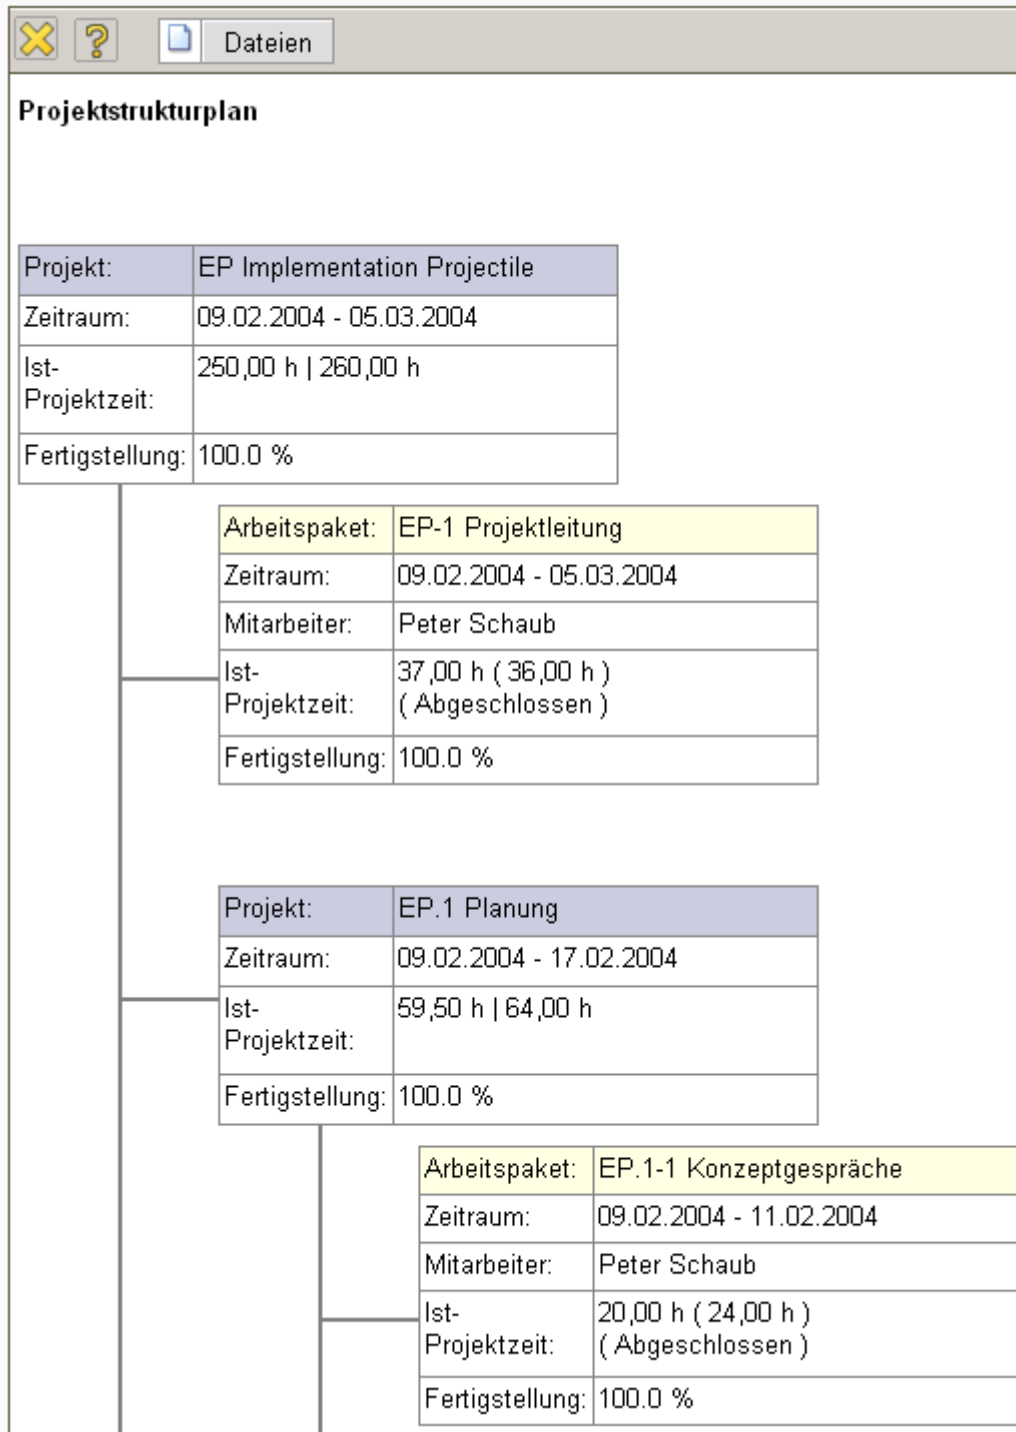 Dateien
Projektstrukturplan
Projekt: EP Implementation Projectile
Zeitraum: 09.02.2004 - 05.03.2004
Ist- 250,00 h | 260,00 h
Projektzeit:
Fertigstellung: 100.0 %
Arbeitspaket: EP-1 Projektleitung
Zeitraum: 09.02.2004 - 05.03.2004
Mitarbeiter: Peter Schaub
Ist- 37,00 h ( 36,00 h )
Projektzeit: ( Abgeschlossen )
Fertigstellung: 100.0 %
Projekt: EP.1 Planung
Zeitraum: 09.02.2004 - 17.02.2004
Ist- 59,50 h | 64,00 h
Projektzeit:
Fertigstellung: 100.0 %
Arbeitspaket: EP.1-1 Konzeptgespräche
Zeitraum: 09.02.2004 - 11.02.2004
Mitarbeiter: Peter Schaub
Ist- 20,00 h ( 24,00 h )
Projektzeit: ( Abgeschlossen )
Fertigstellung: 100.0 %